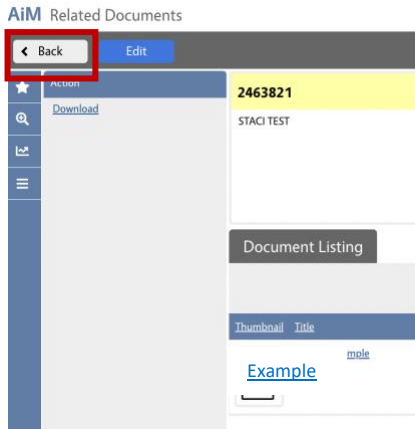 AiM Related Documents
Back Edit
Action
Download
2463821
STACI TEST
Document Listing
Thumbnail Title
mple
Example